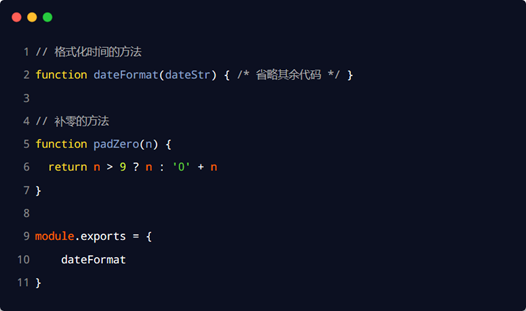 1 // 格式化时间的方法
2 function dateFormat(dateStr) { /* 省略其余代码 */ }
3
4 // 补零的方法
5 function padZero(n) {
6   return n > 9 ? n : '0' + n
7 }
8
9 module.exports = {
10     dateFormat
11 }